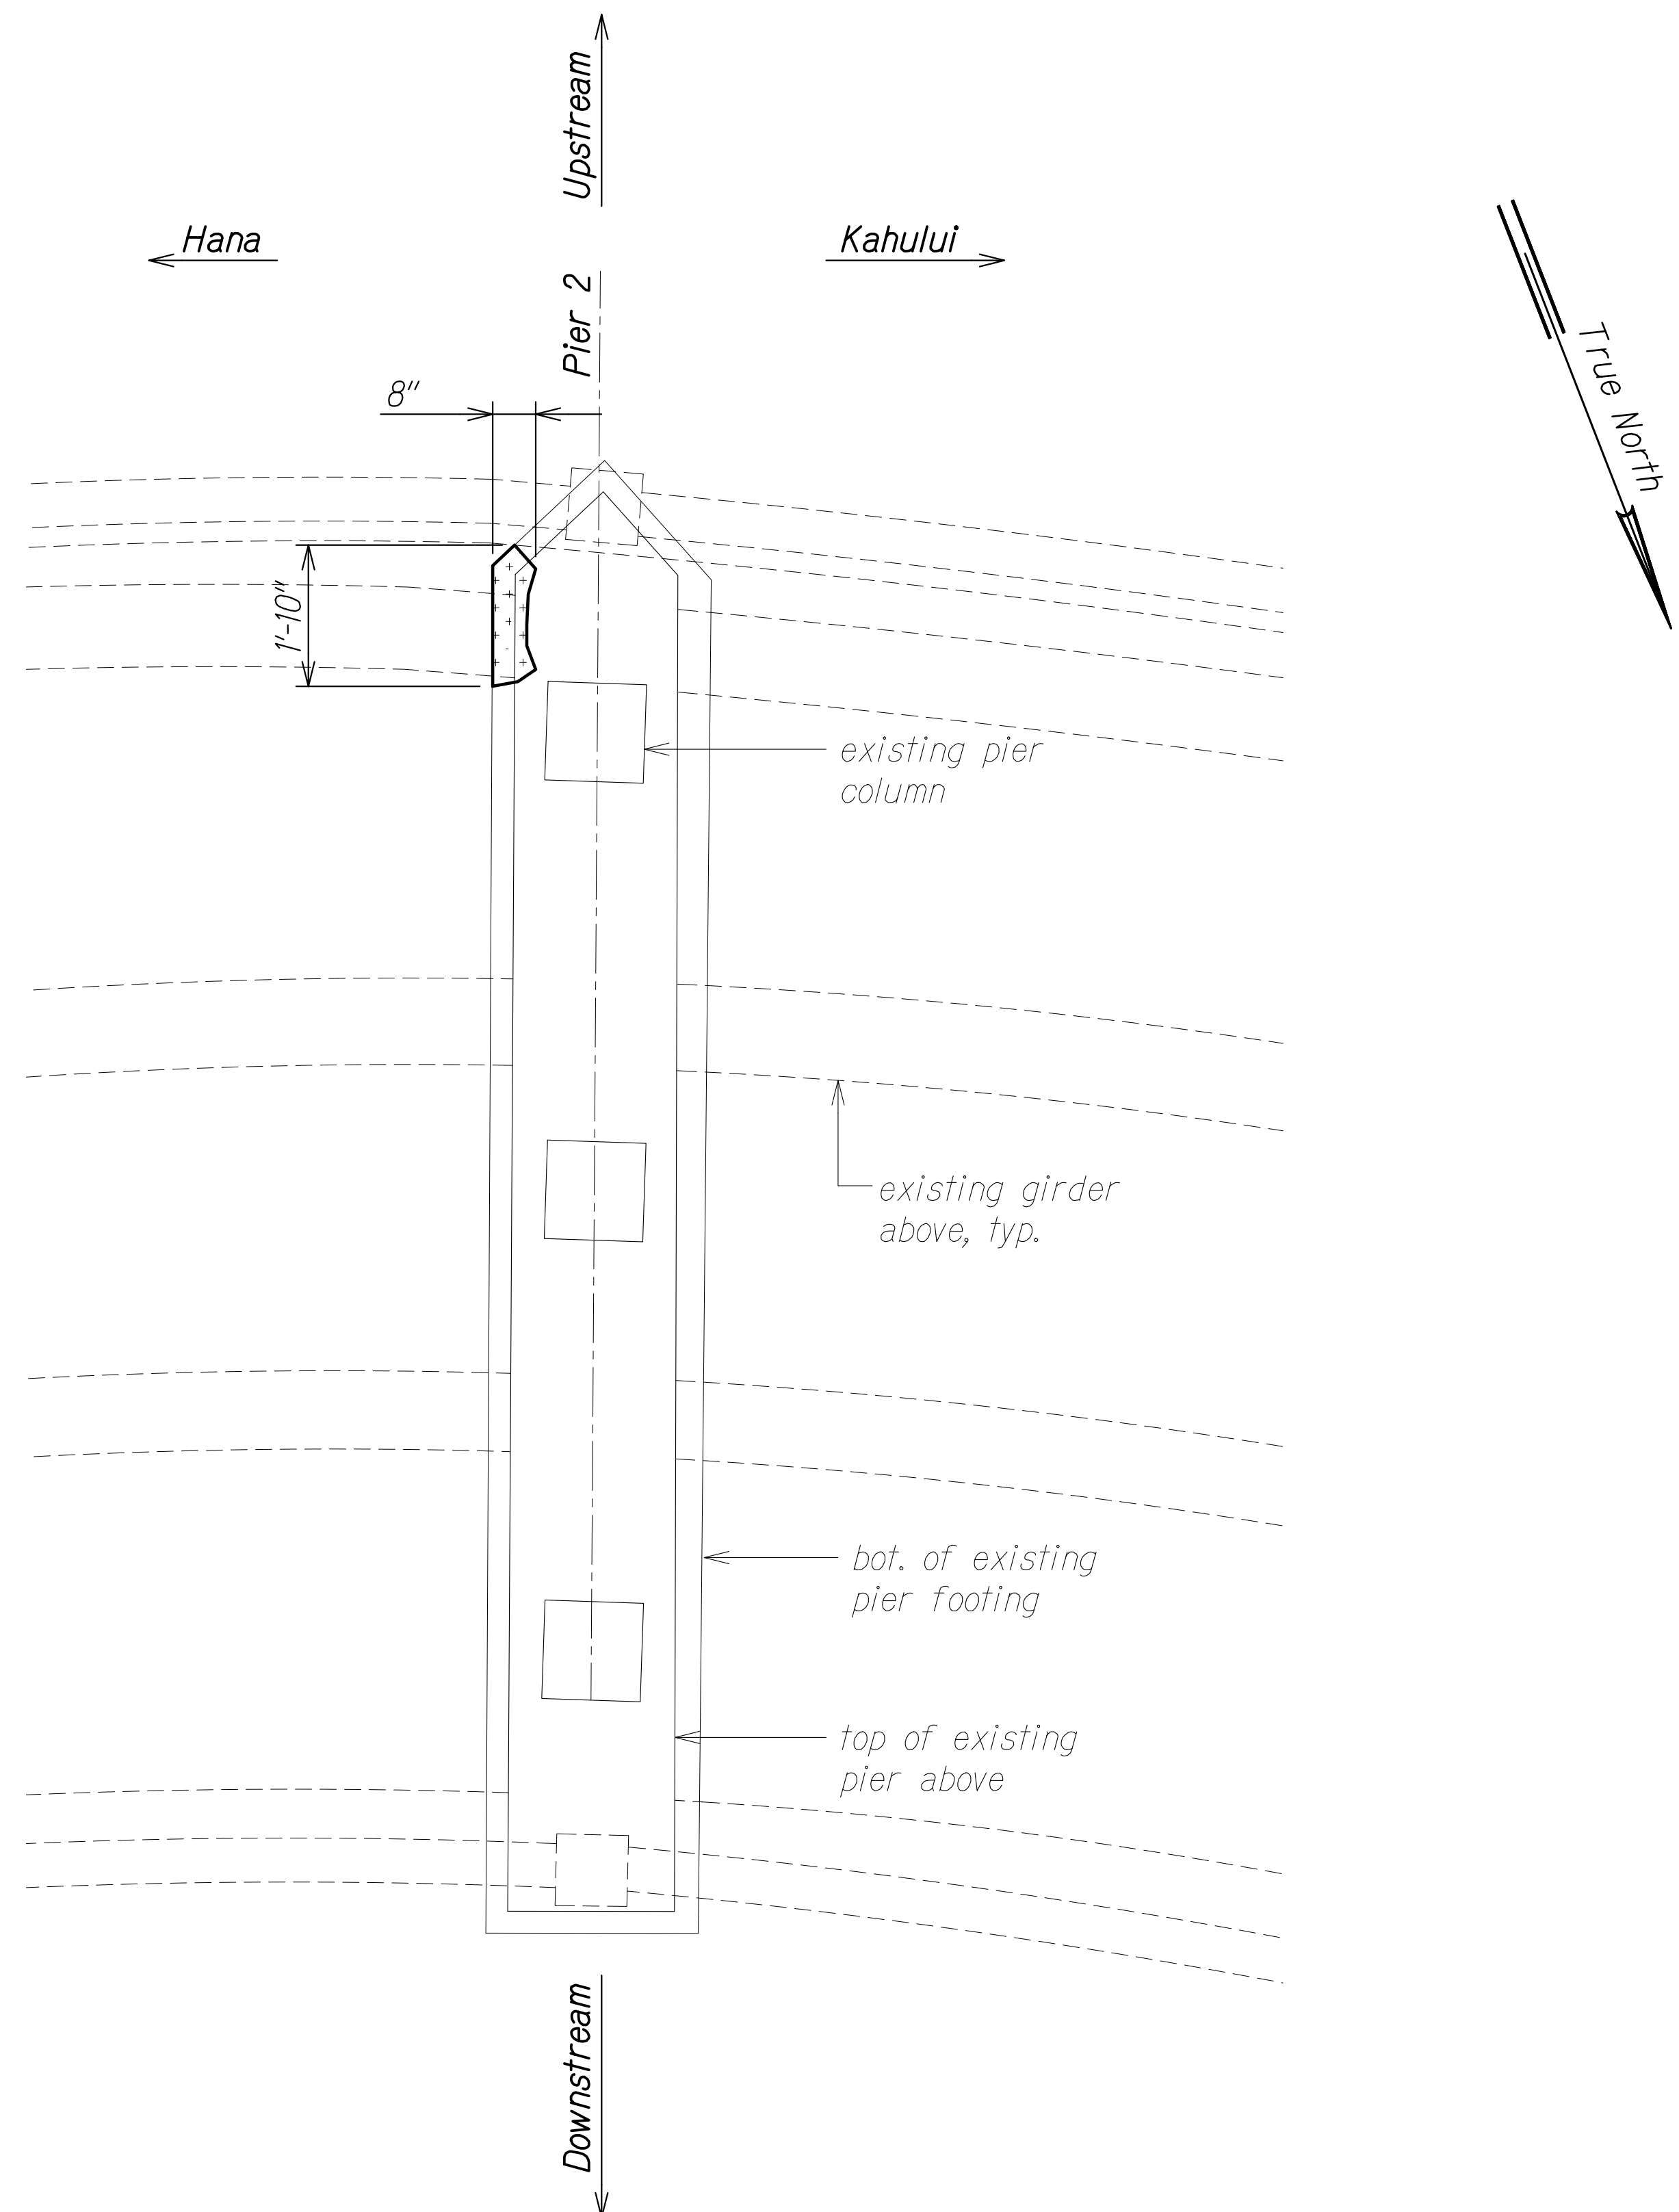 Upstream
Hana
Kahului
Pier 2
True North
8"
1'-10"
existing pier
column
existing girder
above, typ.
bot. of existing
pier footing
top of existing
pier above
Downstream